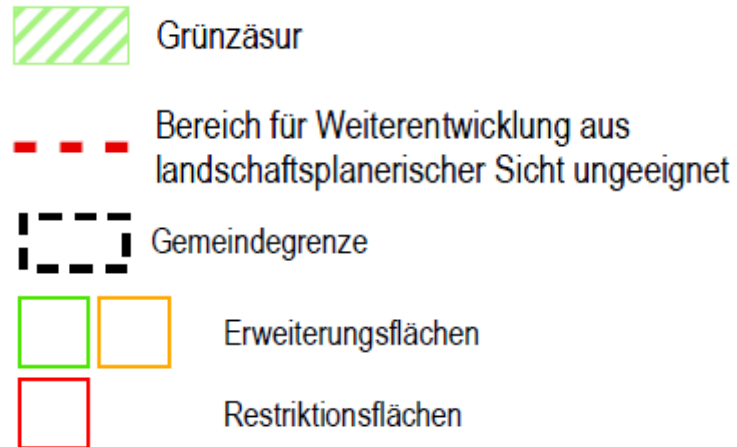 Grünzäsur
Bereich für Weiterentwicklung aus
landschaftsplanerischer Sicht ungeeignet
Gemeindegrenze
Erweiterungsflächen
Restriktionsflächen